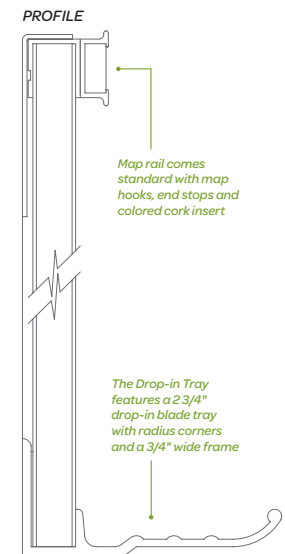 PROFILE
Map rail comes
standard with map
hooks, end stops and
colored cork insert
The Drop-in Tray
features a 2 3/4"
drop-in blade tray
with radius corners
and a 3/4" wide frame